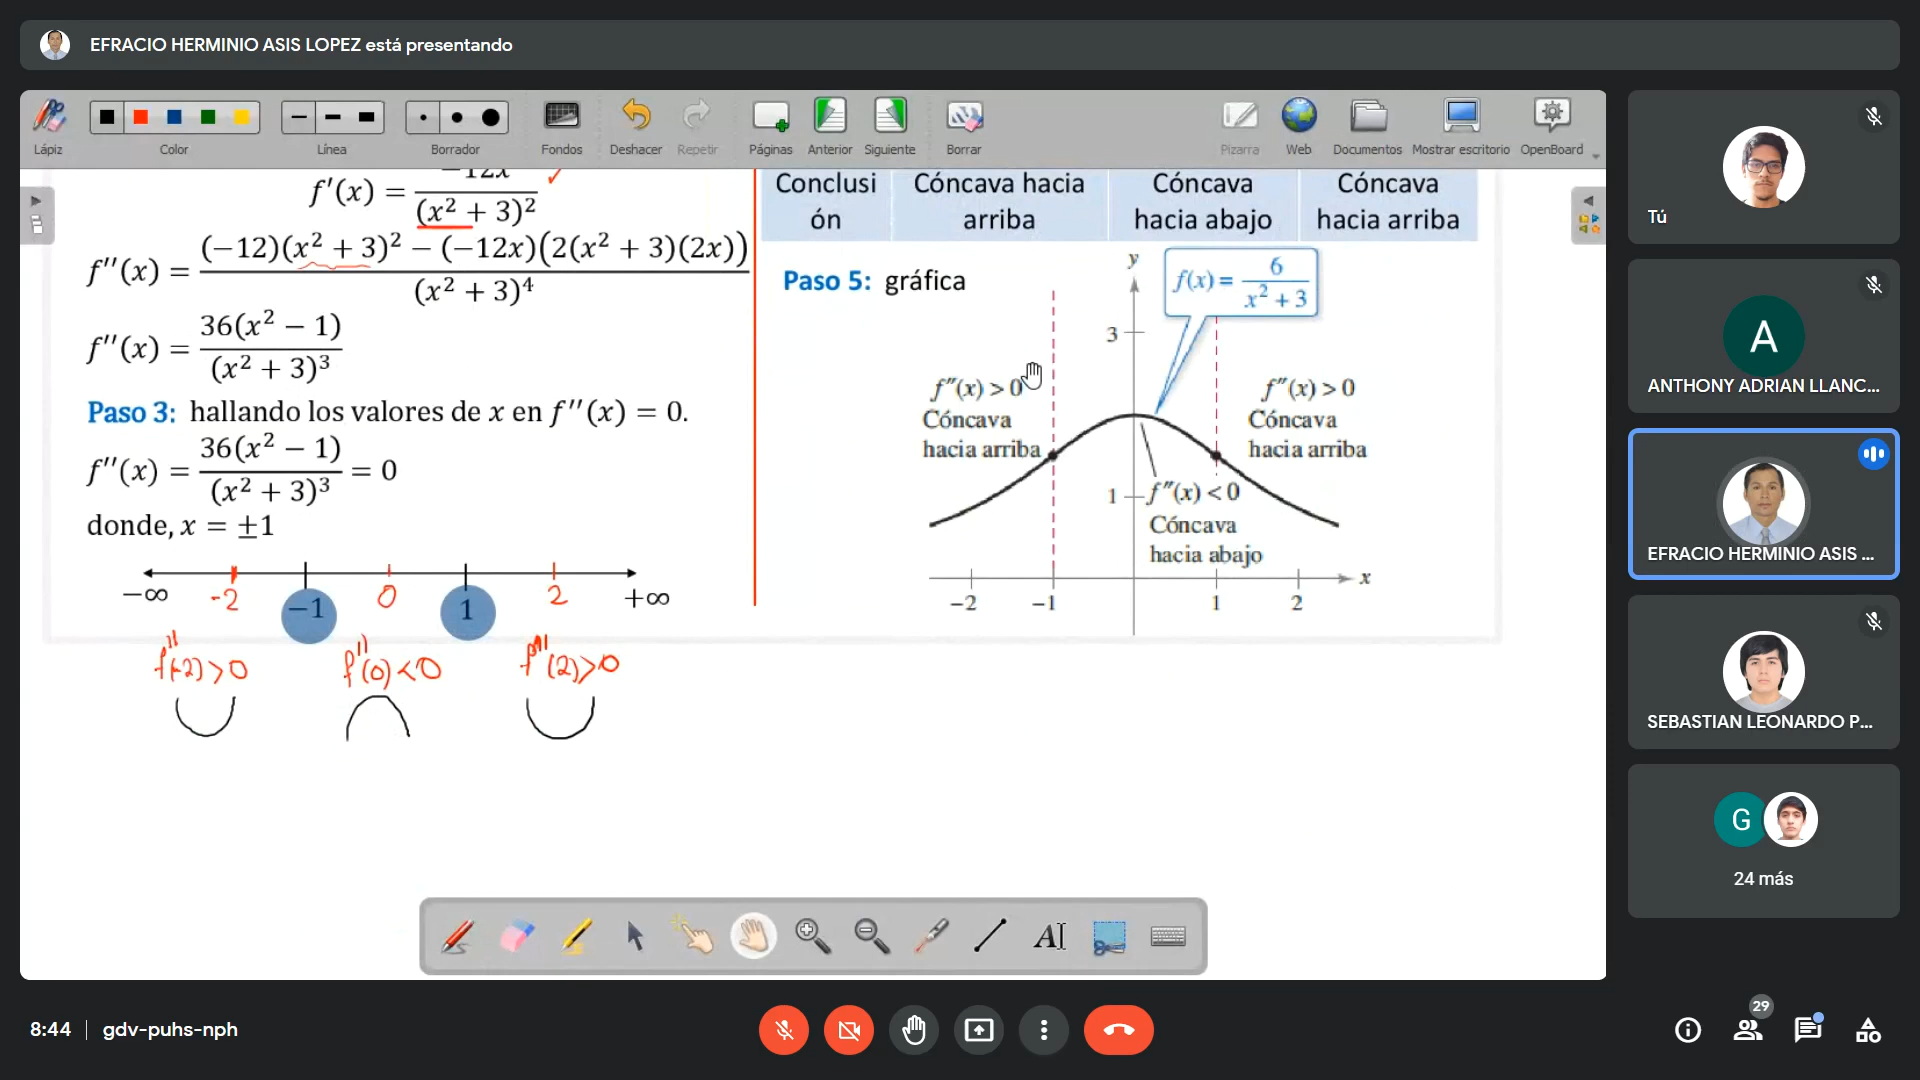 EFRACIO HERMINIO ASIS LOPEZ está presentando
Lápiz
Color
Línea
Borrador
Fondos
Deshacer
Repetir
Páginas
Anterior
Siguiente
Borrar
Pizarra
Web
Documentos
Mostrar escritorio
OpenBoard
f'(x) = −12x / (x² + 3)² ✓
f''(x) = (−12)(x² + 3)² − (−12x)(2(x² + 3)(2x)) / (x² + 3)⁴
f''(x) = 36(x² − 1) / (x² + 3)³
Paso 3: hallando los valores de x en f''(x) = 0.
f''(x) = 36(x² − 1) / (x² + 3)³ = 0
donde, x = ±1
−∞ -2 −1 0 1 2 +∞
f''(-2)>0 f''(0)<0 f''(2)>0
Conclusi
ón
Cóncava hacia
arriba
Cóncava
hacia abajo
Cóncava
hacia arriba
Paso 5: gráfica
y
f(x) = 6 / x² + 3
3
f''(x) > 0
Cóncava
hacia arriba
f''(x) > 0
Cóncava
hacia arriba
1
f''(x) < 0
Cóncava
hacia abajo
x
−2 −1 1 2
Tú
A
ANTHONY ADRIAN LLANC...
EFRACIO HERMINIO ASIS ...
SEBASTIAN LEONARDO P...
G
24 más
AI
8:44 | gdv-puhs-nph
29